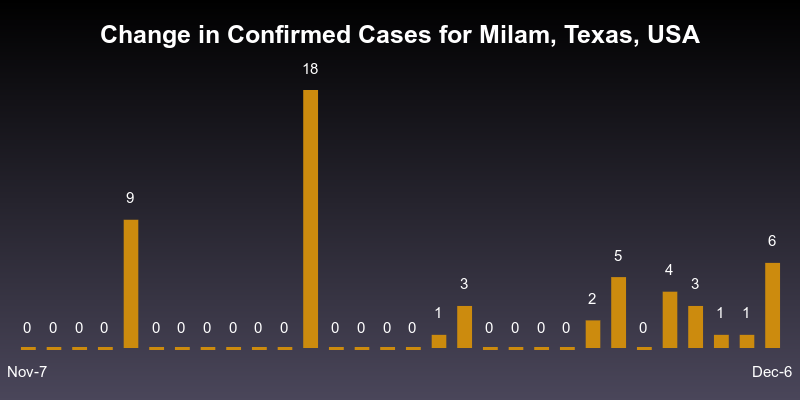 Change in Confirmed Cases for Milam, Texas, USA
0 0 0 0 9 0 0 0 0 0 0 18 0 0 0 0 1 3 0 0 0 0 2 5 0 4 3 1 1 6
Nov-7 Dec-6